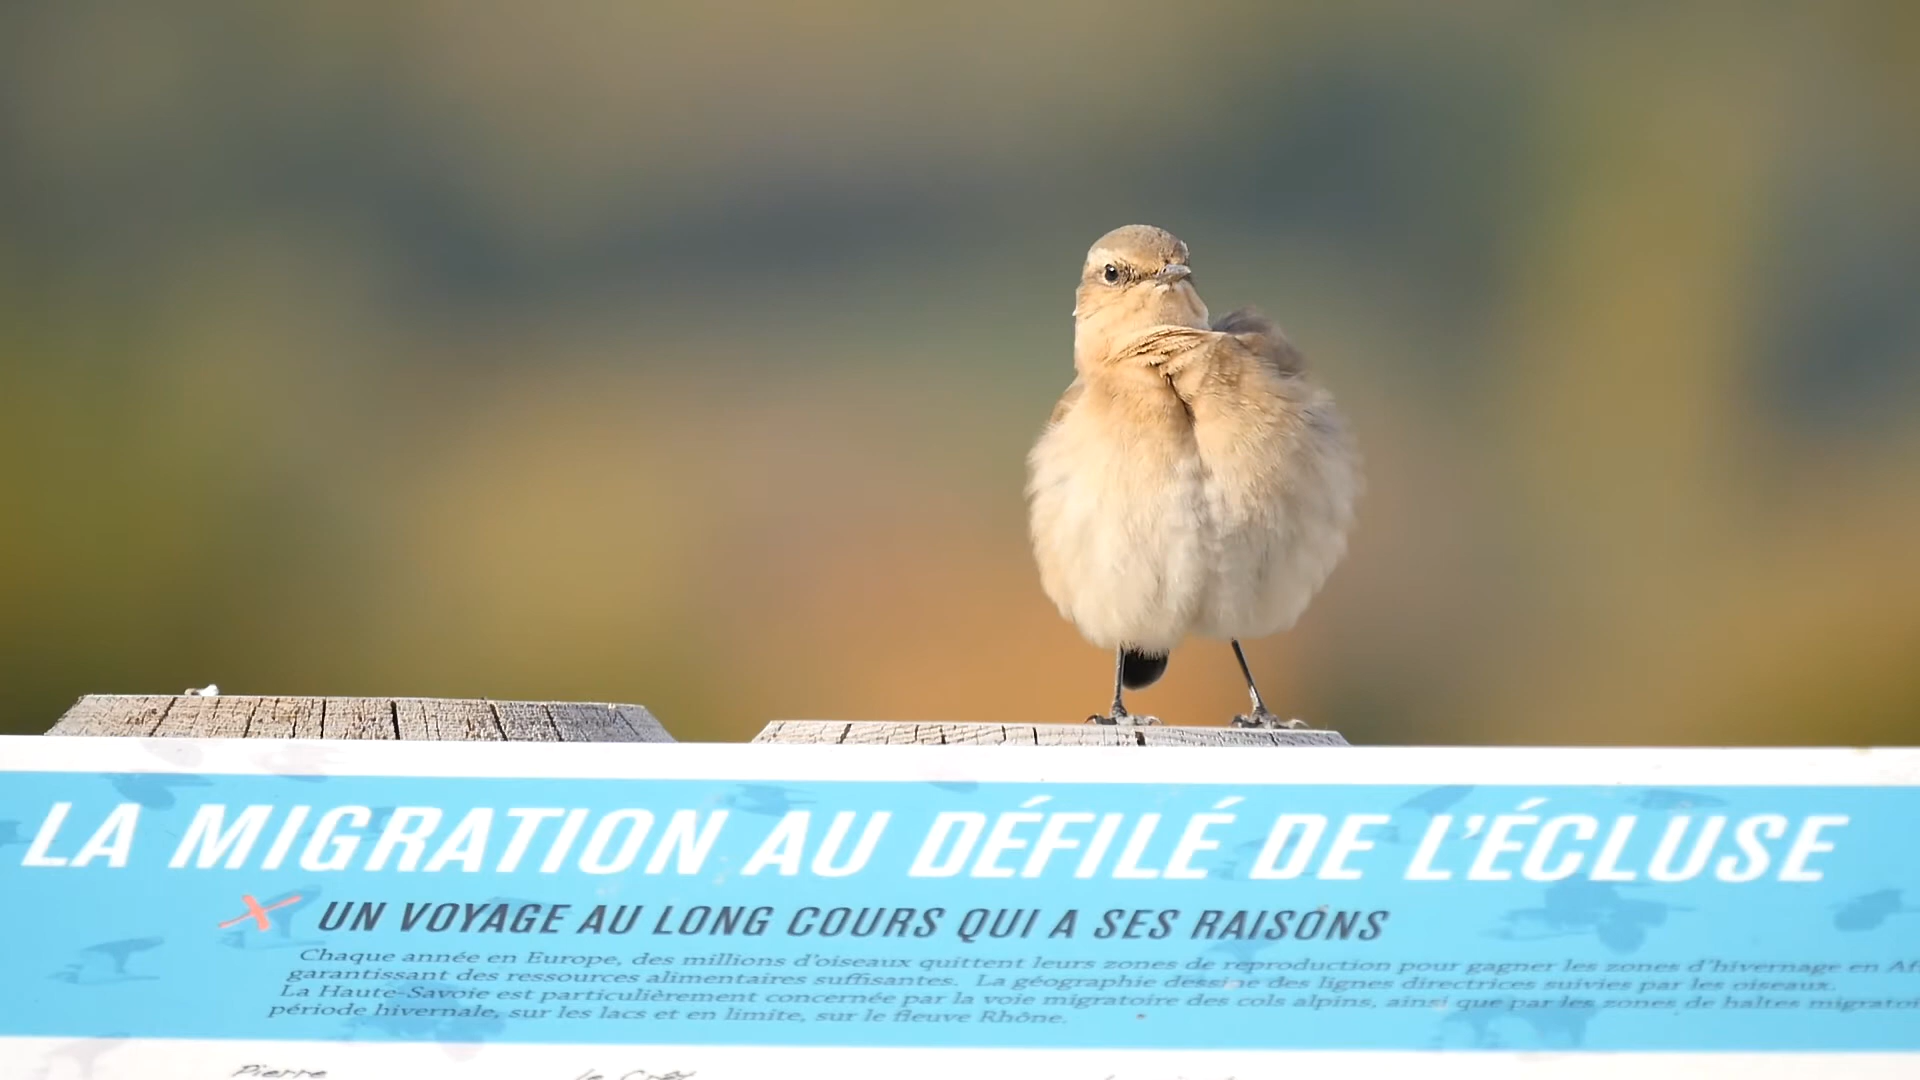 LA MIGRATION AU DÉFILÉ DE L'ÉCLUSE
UN VOYAGE AU LONG COURS QUI A SES RAISONS
Chaque année en Europe, des millions d'oiseaux quittent leurs zones de reproduction pour gagner les zones d'hivernage en Af
garantissant des ressources alimentaires suffisantes. La géographie dessine des lignes directrices suivies par les oiseaux.
La Haute-Savoie est particulièrement concernée par la voie migratoire des cols alpins, ainsi que par les zones de haltes migratoi
période hivernale, sur les lacs et en limite, sur le fleuve Rhône.
Pierre le Crêt